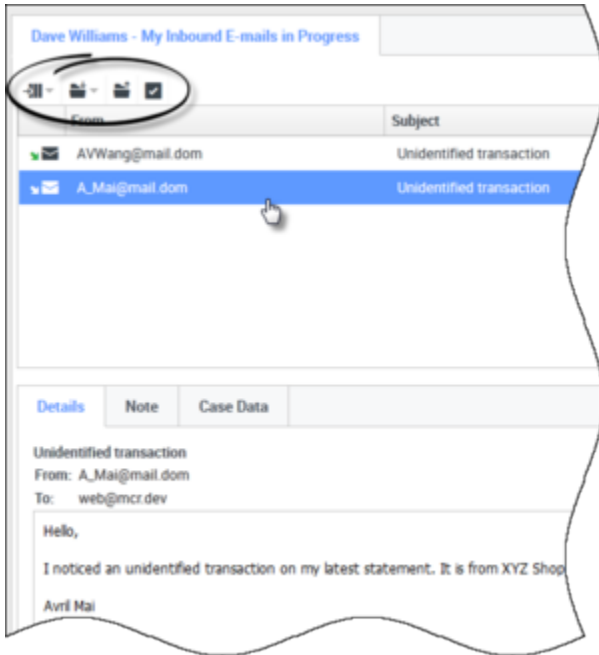 Dave Williams - My Inbound E-mails in Progress
From Subject
AVWang@mail.dom Unidentified transaction
A_Mai@mail.dom Unidentified transaction
Details Note Case Data
Unidentified transaction
From: A_Mai@mail.dom
To: web@mcr.dev
Hello,
I noticed an unidentified transaction on my latest statement. It is from XYZ Shop
Avril Mai